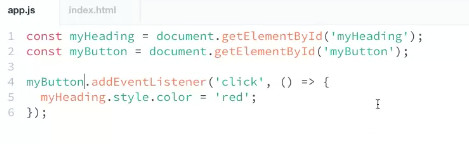 app.js index.html
1 const myHeading = document.getElementById('myHeading');
2 const myButton = document.getElementById('myButton');
3
4 myButton.addEventListener('click', () => {
5   myHeading.style.color = 'red';
6 });